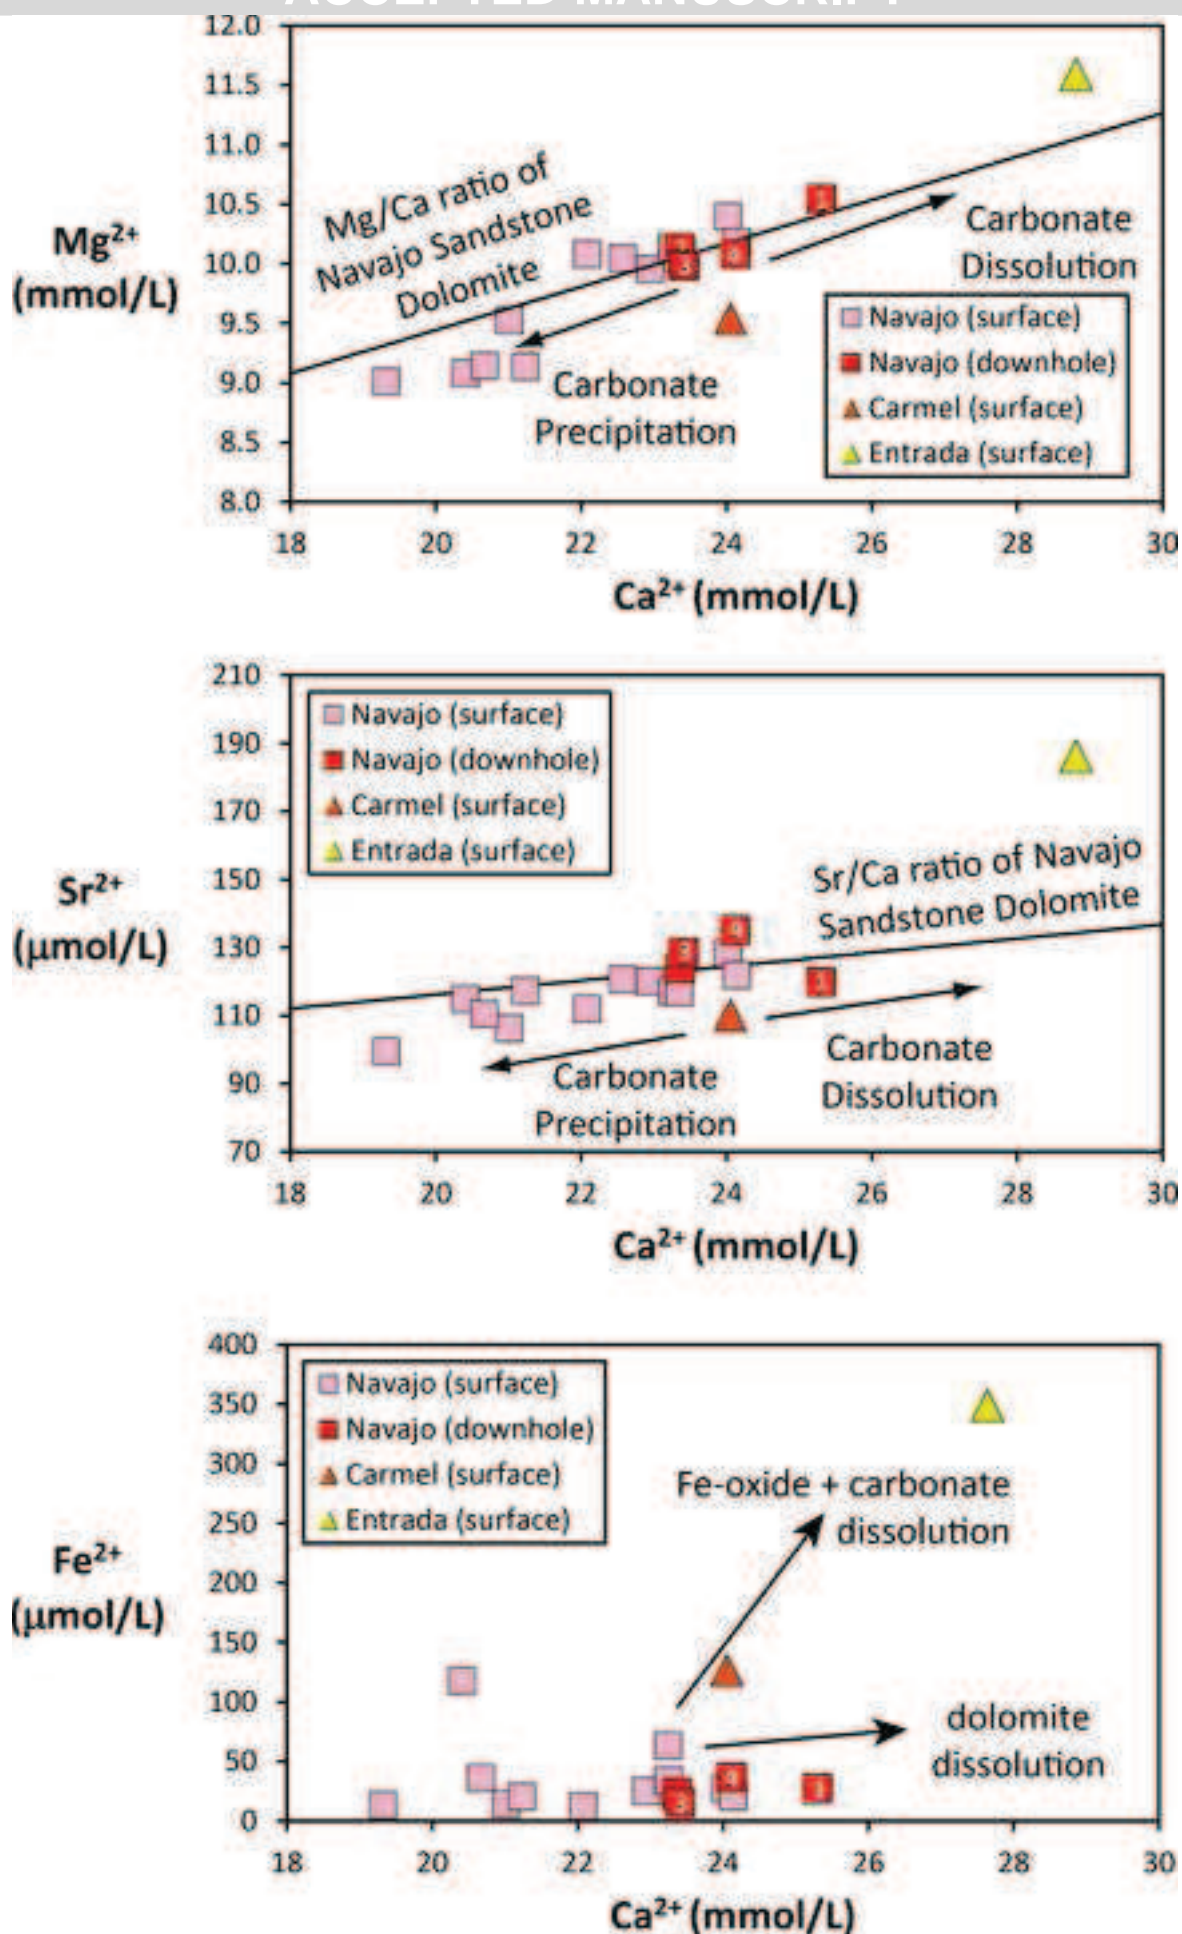 ACCEPTED MANUSCRIPT
12.0
11.5
11.0
10.5
10.0
9.5
9.0
8.5
8.0
Mg²⁺
(mmol/L)
Mg/Ca ratio of
Navajo Sandstone
Dolomite
Carbonate
Dissolution
Carbonate
Precipitation
Navajo (surface)
Navajo (downhole)
Carmel (surface)
Entrada (surface)
18 20 22 24 26 28 30
Ca²⁺ (mmol/L)
210
190
170
150
130
110
90
70
Sr²⁺
(µmol/L)
Navajo (surface)
Navajo (downhole)
Carmel (surface)
Entrada (surface)
Sr/Ca ratio of Navajo
Sandstone Dolomite
Carbonate
Dissolution
Carbonate
Precipitation
18 20 22 24 26 28 30
Ca²⁺ (mmol/L)
400
350
300
250
200
150
100
50
0
Fe²⁺
(µmol/L)
Navajo (surface)
Navajo (downhole)
Carmel (surface)
Entrada (surface)
Fe-oxide + carbonate
dissolution
dolomite
dissolution
18 20 22 24 26 28 30
Ca²⁺ (mmol/L)